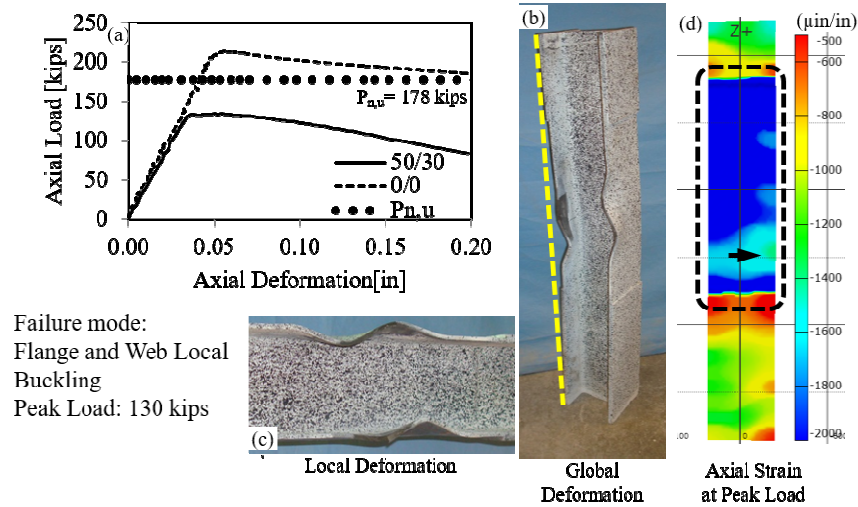 (a)
250
200
150
100
50
0
Axial Load [kips]
0.00 0.05 0.10 0.15 0.20
Axial Deformation[in]
Pn,u= 178 kips
50/30
0/0
Pn,u
Failure mode:
Flange and Web Local
Buckling
Peak Load: 130 kips
(c)
Local Deformation
(b)
Global
Deformation
(d)
Z+
(µin/in)
-500
-600
-800
-1000
-1200
-1400
-1600
-1800
-2000
.00 0
Axial Strain
at Peak Load